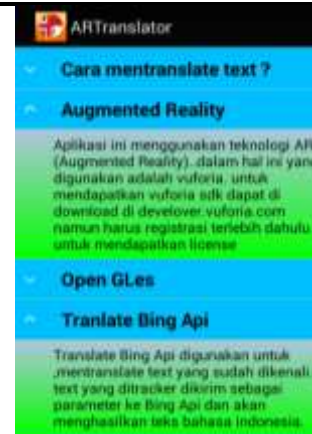 ARTranslator
Cara mentranslate text ?
Augmented Reality
Aplikasi ini menggunakan teknologi AR
(Augmented Reality). dalam hal ini yang
digunakan adalah vuforia. untuk
mendapatkan vuforia sdk dapat di
download di develover.vuforia.com
namun harus registrasi terlebih dahulu
untuk mendapatkan license
Open GLes
Tranlate Bing Api
Translate Bing Api digunakan untuk
,mentranslate text yang sudah dikenali.
text yang ditracker dikirim sebagai
parameter ke Bing Api dan akan
menghasilkan teks bahasa indonesia.